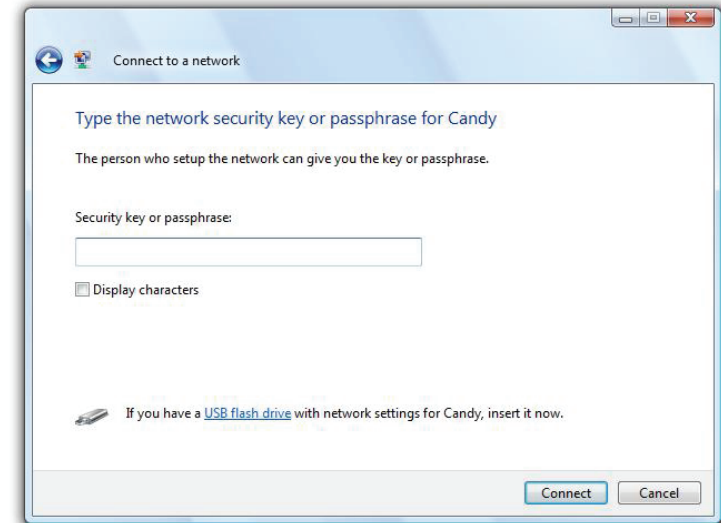 Connect to a network
Type the network security key or passphrase for Candy
The person who setup the network can give you the key or passphrase.
Security key or passphrase:
Display characters
If you have a USB flash drive with network settings for Candy, insert it now.
Connect Cancel